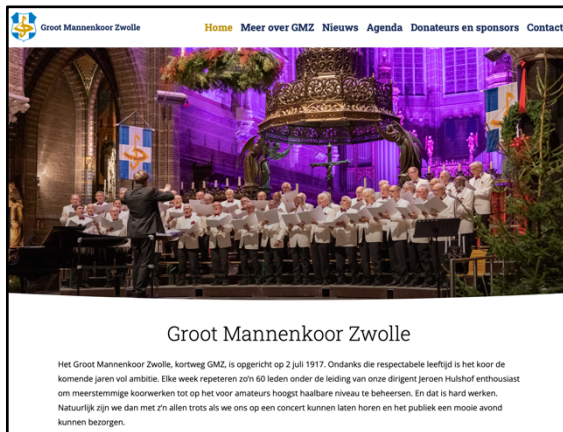 Groot Mannenkoor Zwolle
Home Meer over GMZ Nieuws Agenda Donateurs en sponsors Contact
Groot Mannenkoor Zwolle
Het Groot Mannenkoor Zwolle, kortweg GMZ, is opgericht op 2 juli 1917. Ondanks die respectabele leeftijd is het koor de
komende jaren vol ambitie. Elke week repeteren zo'n 60 leden onder de leiding van onze dirigent Jeroen Hulshof enthousiast
om meerstemmige koorwerken tot op het voor amateurs hoogst haalbare niveau te beheersen. En dat is hard werken.
Natuurlijk zijn we dan met z'n allen trots als we ons op een concert kunnen laten horen en het publiek een mooie avond
kunnen bezorgen.